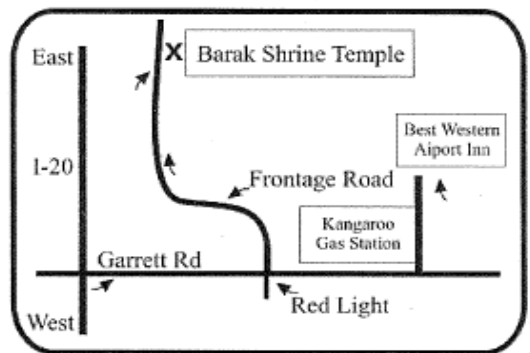 East
X Barak Shrine Temple
Best Western
Aiport Inn
I-20
Frontage Road
Kangaroo
Gas Station
Garrett Rd
Red Light
West